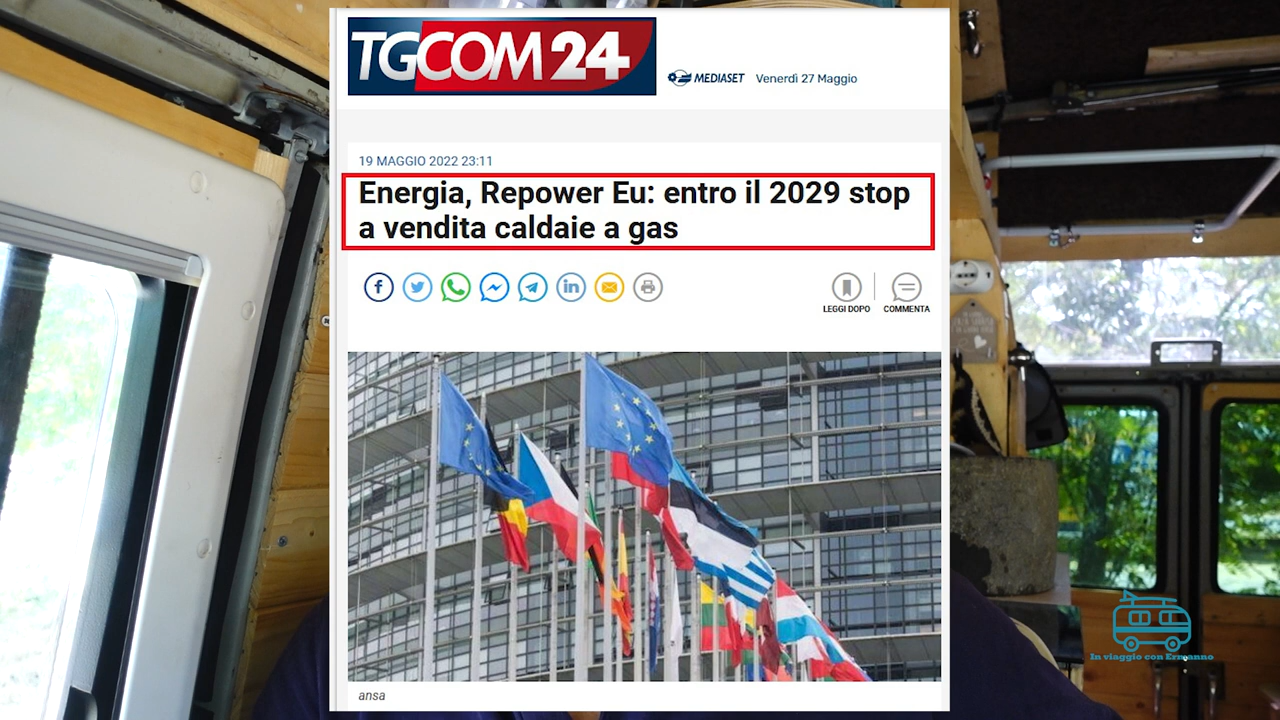 TGCOM24
MEDIASET Venerdì 27 Maggio
19 MAGGIO 2022 23:11
Energia, Repower Eu: entro il 2029 stop
a vendita caldaie a gas
LEGGI DOPO COMMENTA
ansa
In viaggio con Ermanno